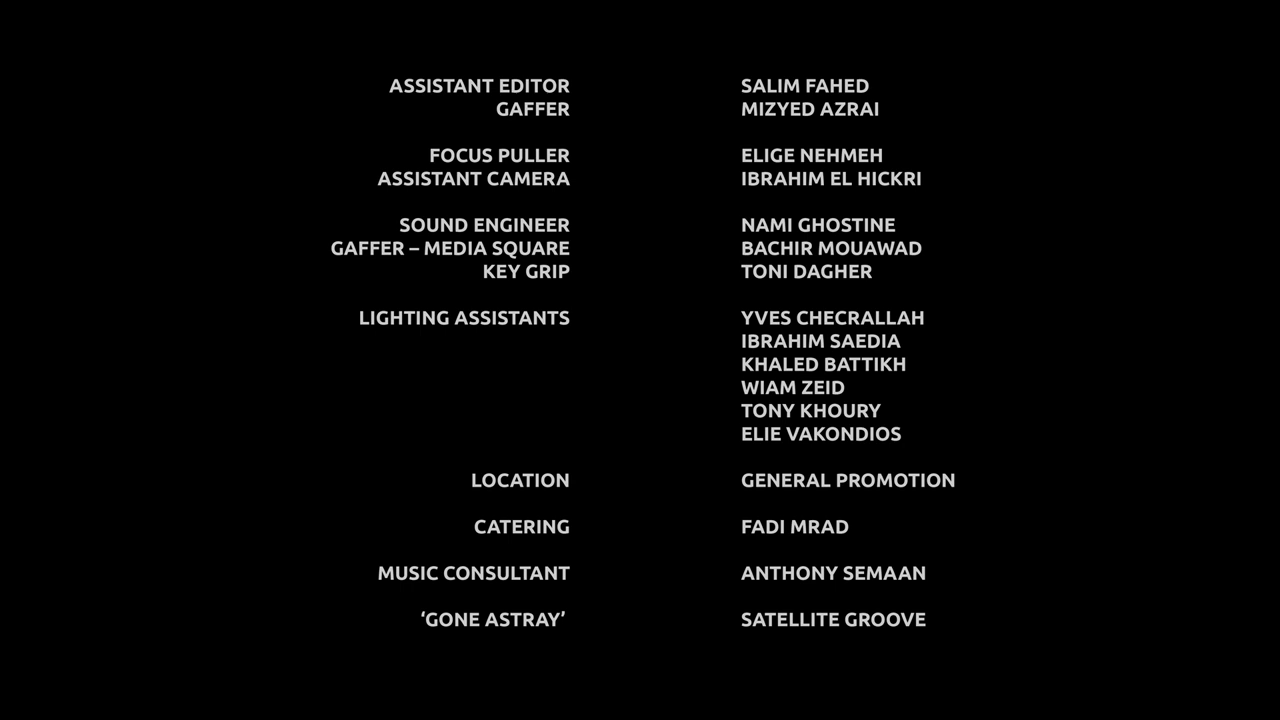 ASSISTANT EDITOR SALIM FAHED
GAFFER MIZYED AZRAI
FOCUS PULLER ELIGE NEHMEH
ASSISTANT CAMERA IBRAHIM EL HICKRI
SOUND ENGINEER NAMI GHOSTINE
GAFFER – MEDIA SQUARE BACHIR MOUAWAD
KEY GRIP TONI DAGHER
LIGHTING ASSISTANTS YVES CHECRALLAH
IBRAHIM SAEDIA
KHALED BATTIKH
WIAM ZEID
TONY KHOURY
ELIE VAKONDIOS
LOCATION GENERAL PROMOTION
CATERING FADI MRAD
MUSIC CONSULTANT ANTHONY SEMAAN
‘GONE ASTRAY’ SATELLITE GROOVE